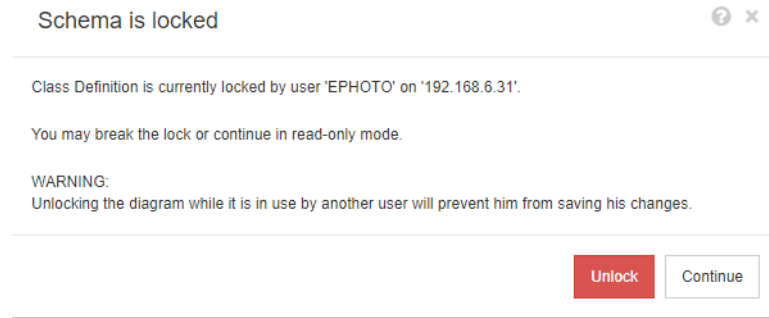 Schema is locked
Class Definition is currently locked by user 'EPHOTO' on '192.168.6.31'.
You may break the lock or continue in read-only mode.
WARNING:
Unlocking the diagram while it is in use by another user will prevent him from saving his changes.
Unlock Continue